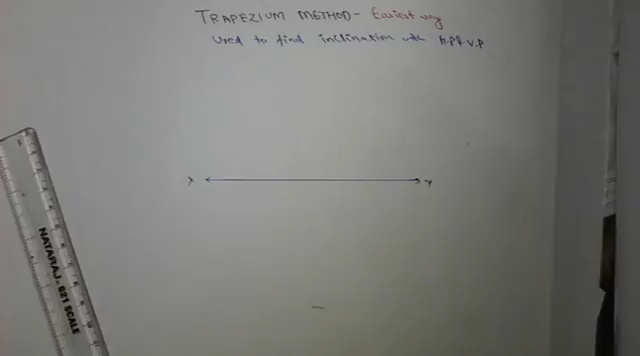 TRAPEZIUM METHOD - Easiest way
Used to find inclination with H.P & V.P
X
Y
NATARAJ 621 SCALE